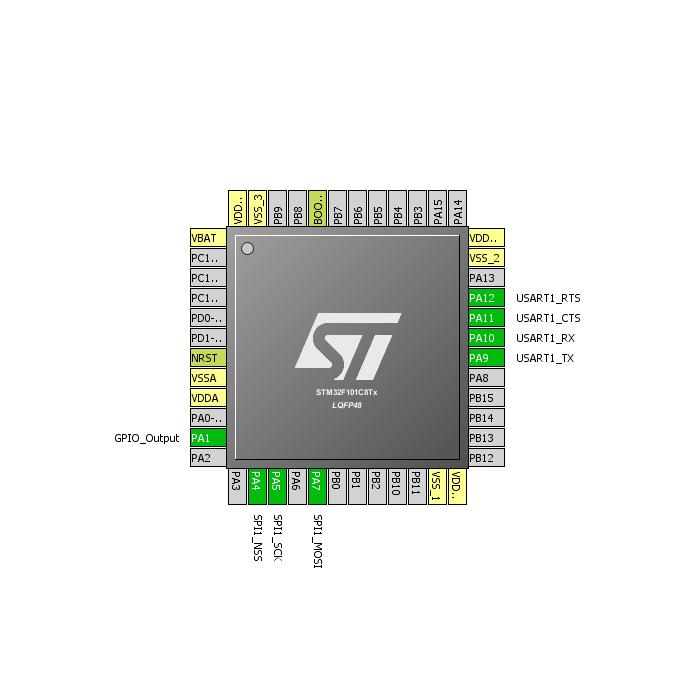 VDD..
VSS_3
PB9
PB8
BOO..
PB7
PB6
PB5
PB4
PB3
PA15
PA14
VBAT
PC1..
PC1..
PC1..
PD0-..
PD1-..
NRST
VSSA
VDDA
PA0-..
GPIO_Output PA1
PA2
ST
STM32F101C8Tx
LQFP48
VDD..
VSS_2
PA13
PA12 USART1_RTS
PA11 USART1_CTS
PA10 USART1_RX
PA9 USART1_TX
PA8
PB15
PB14
PB13
PB12
PA3
PA4
PA5
PA6
PA7
PB0
PB1
PB2
PB10
PB11
VSS_1
VDD..
SPI1_NSS
SPI1_SCK
SPI1_MOSI